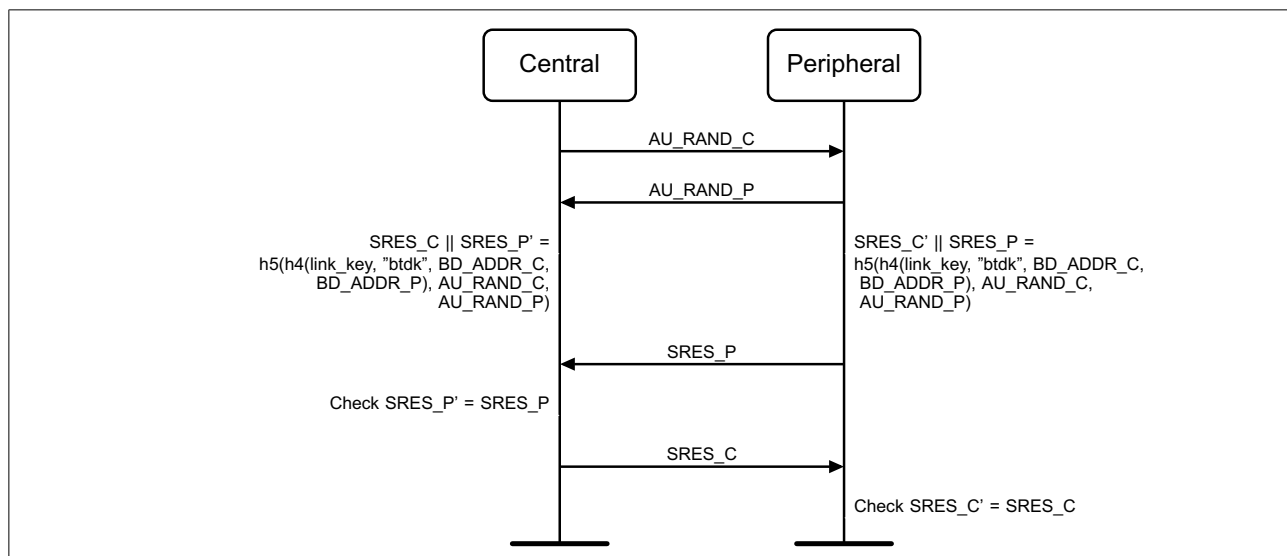 Central
Peripheral
AU_RAND_C
AU_RAND_P
SRES_C || SRES_P’ =
h5(h4(link_key, ”btdk”, BD_ADDR_C,
BD_ADDR_P), AU_RAND_C,
AU_RAND_P)
SRES_C’ || SRES_P =
h5(h4(link_key, “btdk”, BD_ADDR_C,
BD_ADDR_P), AU_RAND_C,
AU_RAND_P)
SRES_P
Check SRES_P’ = SRES_P
SRES_C
Check SRES_C’ = SRES_C